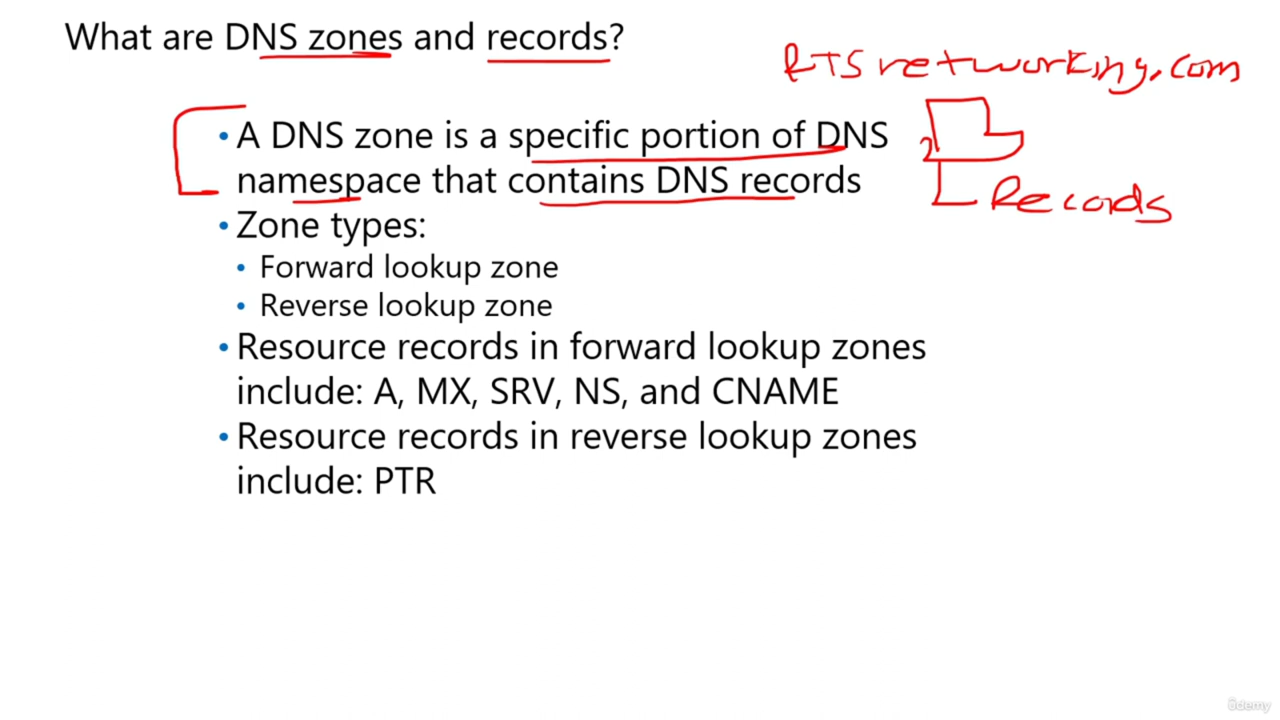 What are DNS zones and records?
RTSnetworking.com
• A DNS zone is a specific portion of DNS
namespace that contains DNS records
Records
• Zone types:
• Forward lookup zone
• Reverse lookup zone
• Resource records in forward lookup zones
include: A, MX, SRV, NS, and CNAME
• Resource records in reverse lookup zones
include: PTR
ûdemy